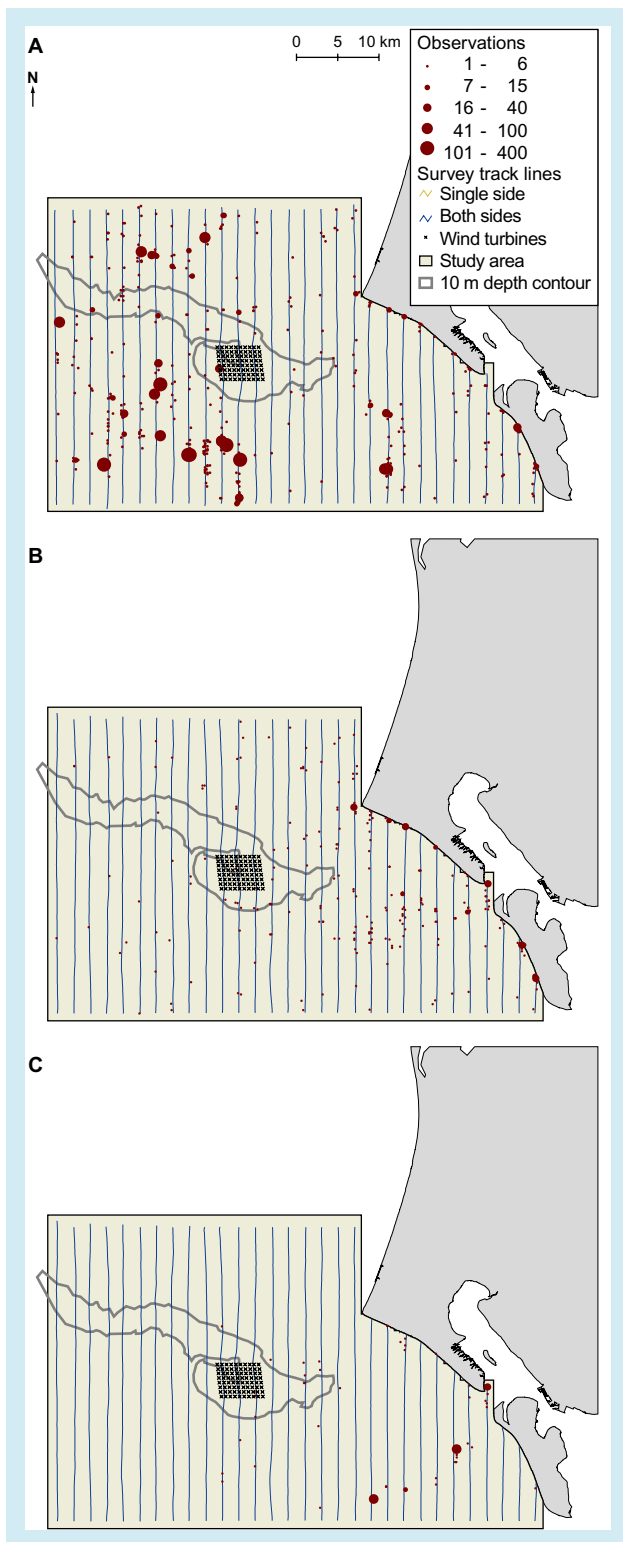 A
N
0 5 10 km
Observations
1 - 6
7 - 15
16 - 40
41 - 100
101 - 400
Survey track lines
Single side
Both sides
Wind turbines
Study area
10 m depth contour
B
C